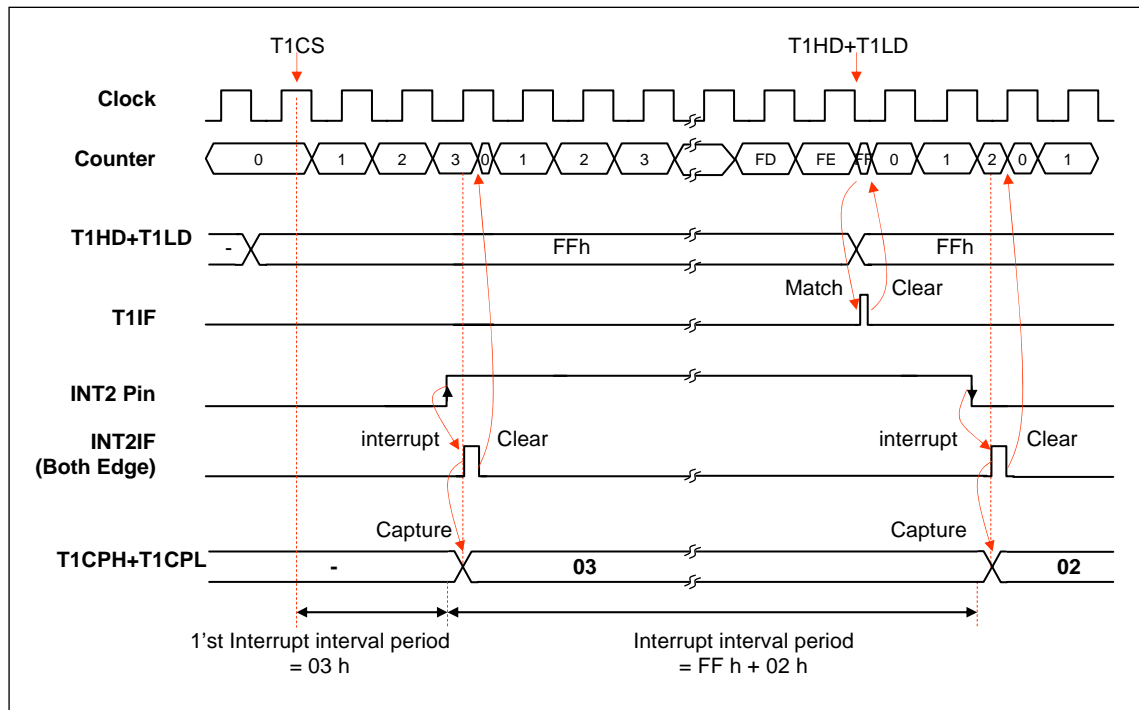 T1CS T1HD+T1LD
Clock
Counter 0 1 2 3 0 1 2 3 FD FE FF 0 1 2 0 1
T1HD+T1LD - FFh FFh
Match Clear
T1IF
INT2 Pin
INT2IF interrupt Clear interrupt Clear
(Both Edge)
Capture Capture
T1CPH+T1CPL - 03 02
1'st Interrupt interval period Interrupt interval period
= 03 h = FF h + 02 h